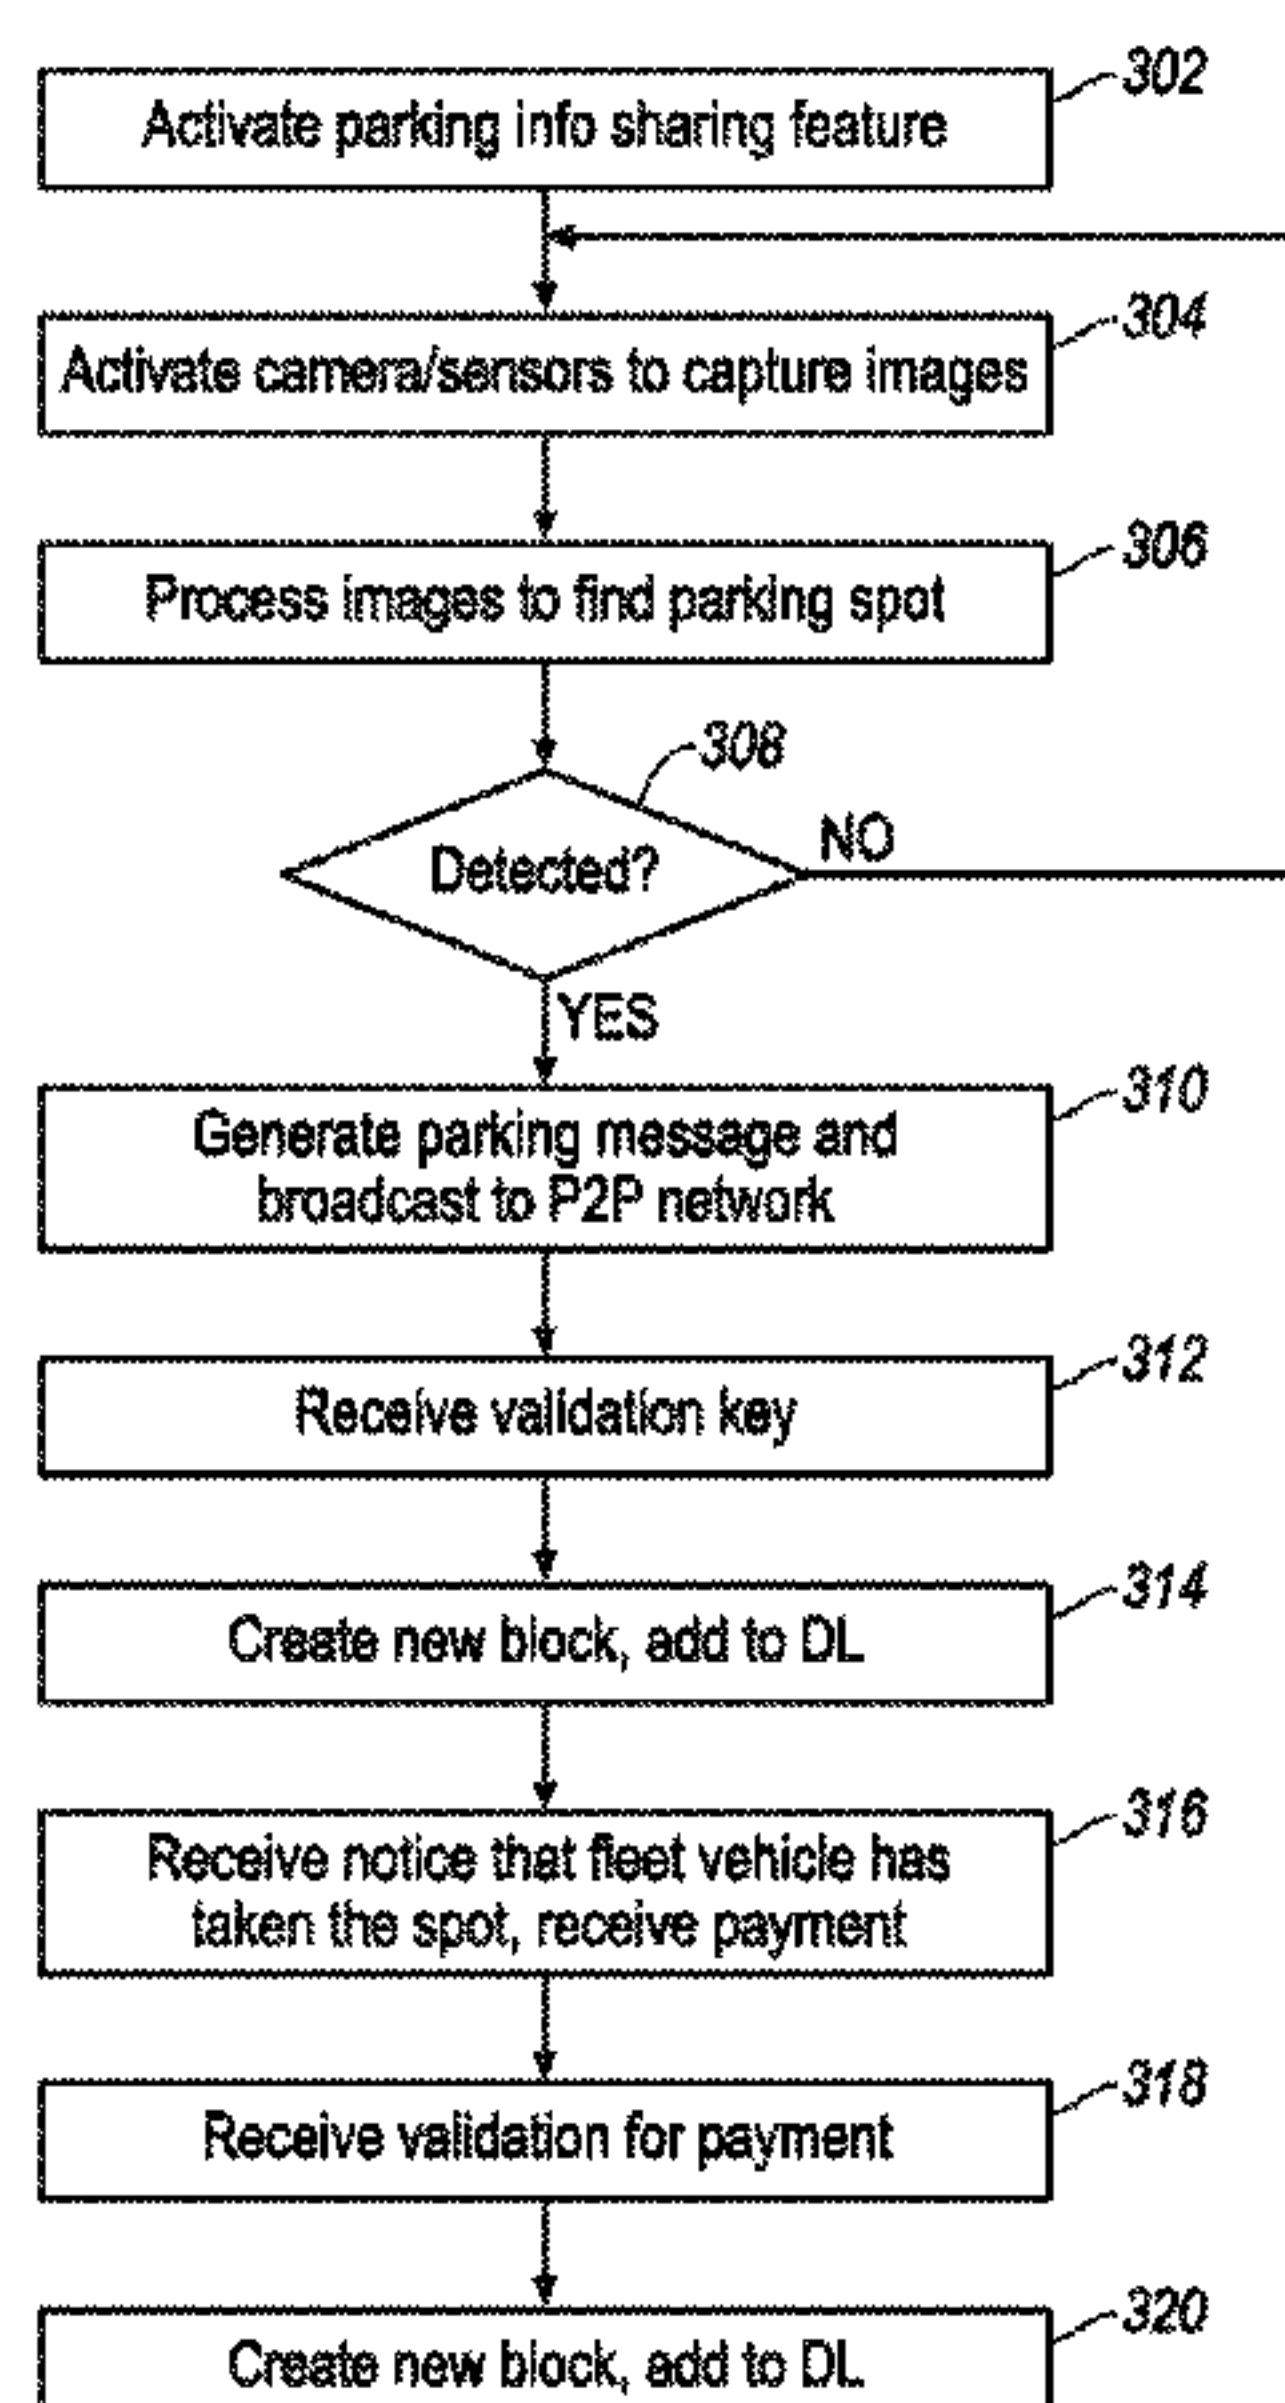 302
Activate parking info sharing feature
304
Activate camera/sensors to capture images
306
Process images to find parking spot
308
Detected?
NO
YES
310
Generate parking message and
broadcast to P2P network
312
Receive validation key
314
Create new block, add to DL
316
Receive notice that fleet vehicle has
taken the spot, receive payment
318
Receive validation for payment
320
Create new block, add to DL